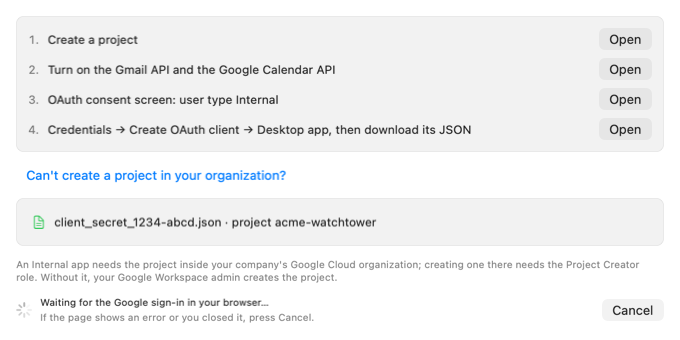 1. Create a project Open
2. Turn on the Gmail API and the Google Calendar API Open
3. OAuth consent screen: user type Internal Open
4. Credentials → Create OAuth client → Desktop app, then download its JSON Open
Can't create a project in your organization?
client_secret_1234-abcd.json · project acme-watchtower
An Internal app needs the project inside your company's Google Cloud organization; creating one there needs the Project Creator
role. Without it, your Google Workspace admin creates the project.
Waiting for the Google sign-in in your browser...
If the page shows an error or you closed it, press Cancel.
Cancel